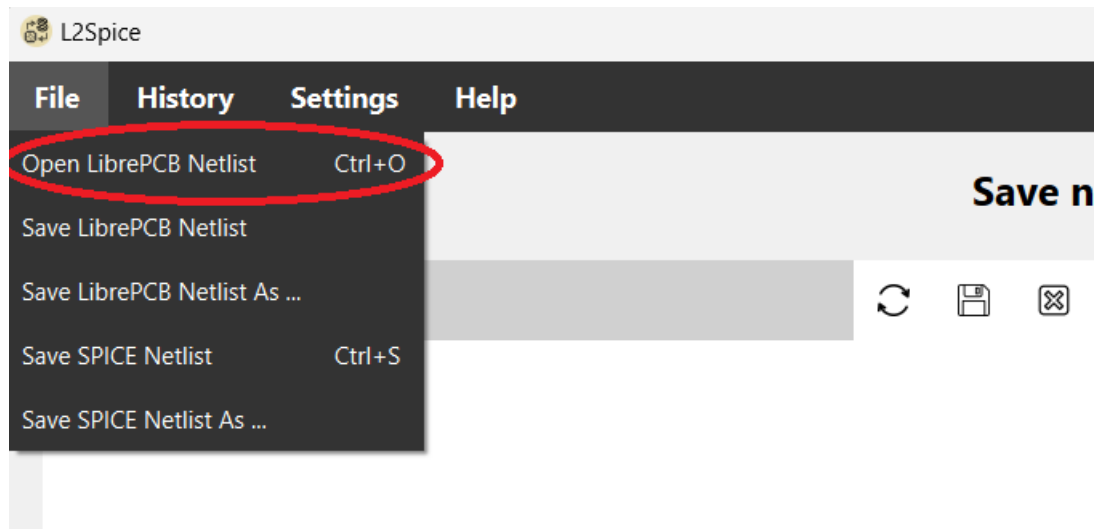 L2Spice
File History Settings Help
Open LibrePCB Netlist Ctrl+O
Save n
Save LibrePCB Netlist
Save LibrePCB Netlist As ...
Save SPICE Netlist Ctrl+S
Save SPICE Netlist As ...